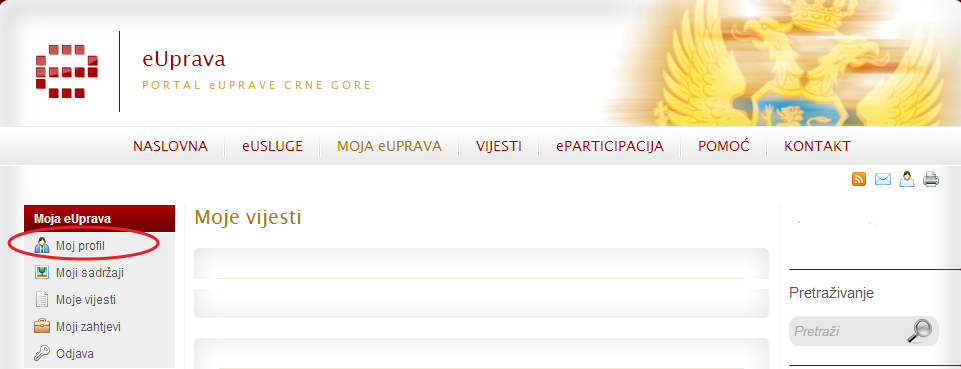 eUprava
PORTAL eUPRAVE CRNE GORE
NASLOVNA eUSLUGE MOJA eUPRAVA VIJESTI ePARTICIPACIJA POMOĆ KONTAKT
Moja eUprava
Moj profil
Moji sadržaji
Moje vijesti
Moji zahtjevi
Odjava
Moje vijesti
Pretraživanje
Pretraži